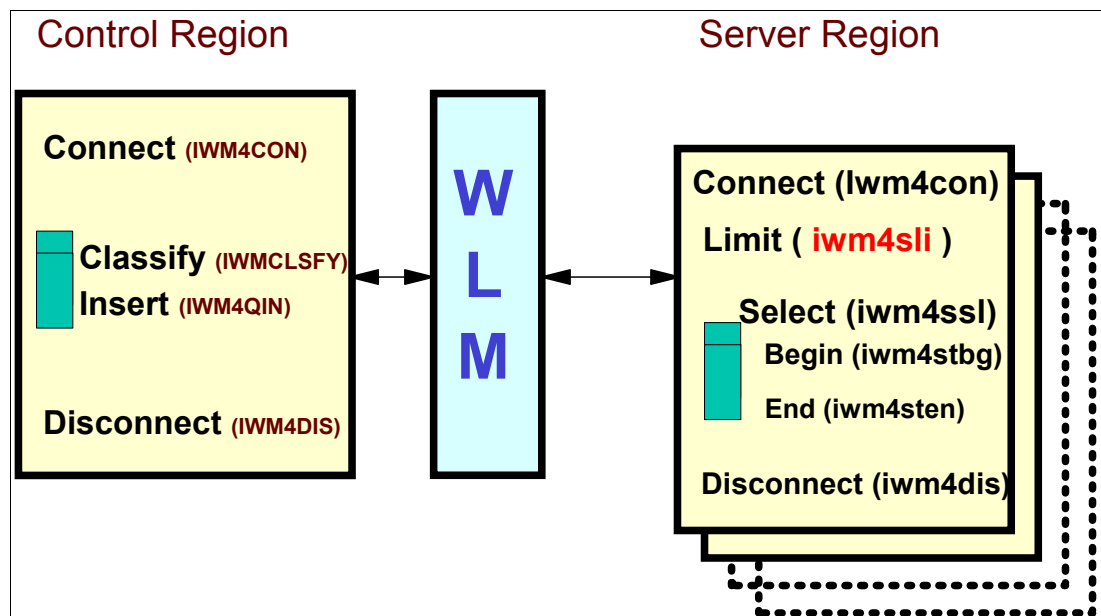 Control Region
Server Region
Connect (IWM4CON)
Classify (IWMCLSFY)
Insert (IWM4QIN)
Disconnect (IWM4DIS)
W
L
M
Connect (Iwm4con)
Limit ( iwm4sli )
Select (iwm4ssl)
Begin (iwm4stbg)
End (iwm4sten)
Disconnect (iwm4dis)